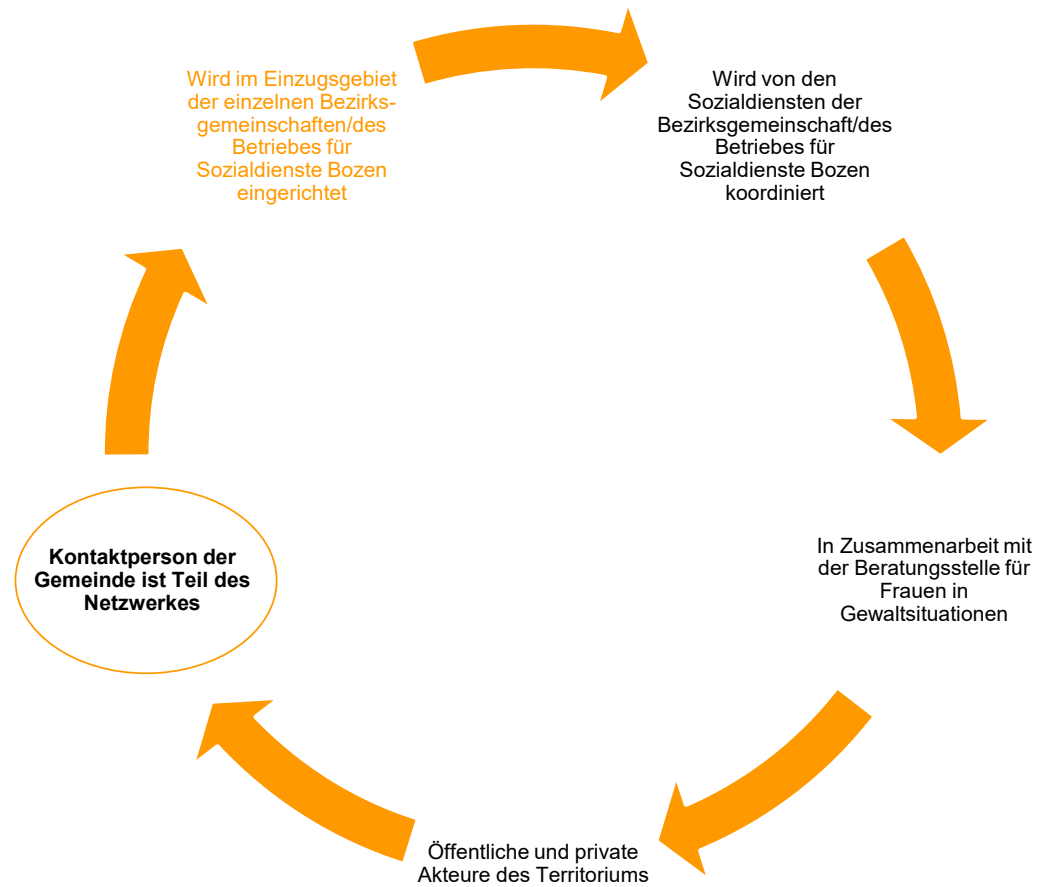 Wird im Einzugsgebiet
der einzelnen Bezirks-
gemeinschaften/des
Betriebes für
Sozialdienste Bozen
eingerichtet
Wird von den
Sozialdiensten der
Bezirksgemeinschaft/des
Betriebes für
Sozialdienste Bozen
koordiniert
In Zusammenarbeit mit
der Beratungsstelle für
Frauen in
Gewaltsituationen
Öffentliche und private
Akteure des Territoriums
Kontaktperson der
Gemeinde ist Teil des
Netzwerkes